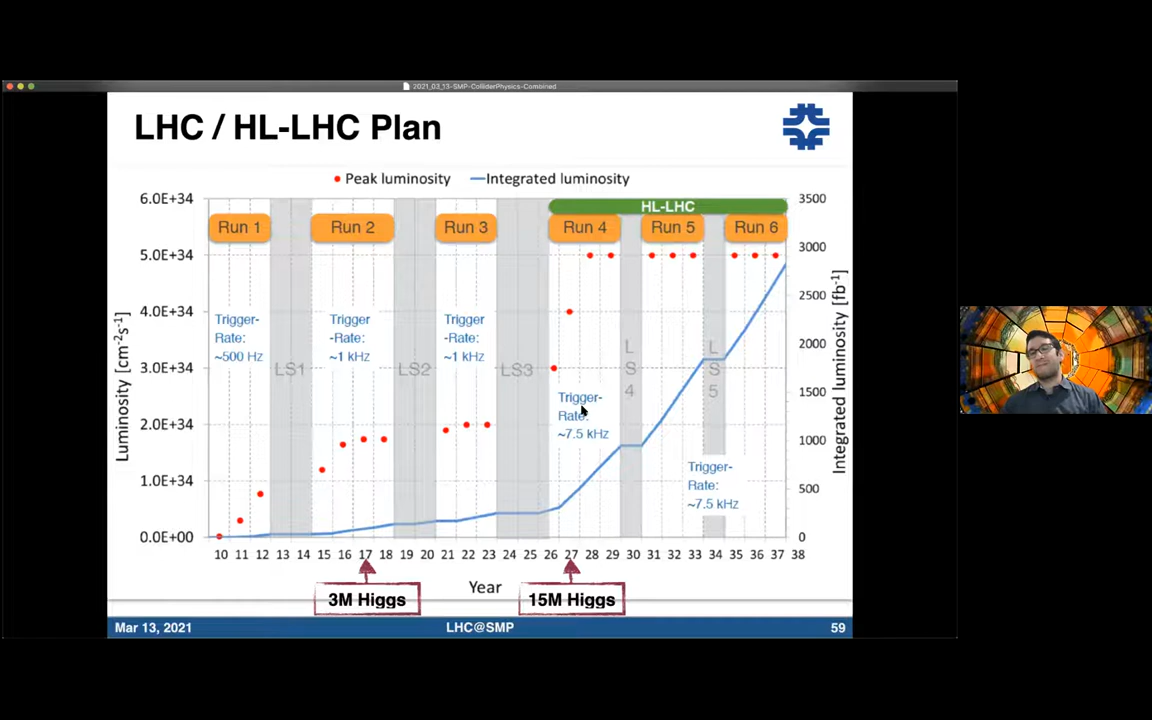 2021_03_13-SMP-ColliderPhysics-Combined
LHC / HL-LHC Plan
Peak luminosity
Integrated luminosity
6.0E+34
5.0E+34
4.0E+34
3.0E+34
2.0E+34
1.0E+34
0.0E+00
Luminosity [cm-2s-1]
3500
3000
2500
2000
1500
1000
500
0
Integrated luminosity [fb-1]
HL-LHC
Run 1
Run 2
Run 3
Run 4
Run 5
Run 6
Trigger-
Rate:
~500 Hz
Trigger
-Rate:
~1 kHz
Trigger
-Rate:
~1 kHz
Trigger-
Rate:
~7.5 kHz
Trigger-
Rate:
~7.5 kHz
LS1
LS2
LS3
L
S
4
L
S
5
10 11 12 13 14 15 16 17 18 19 20 21 22 23 24 25 26 27 28 29 30 31 32 33 34 35 36 37 38
Year
3M Higgs
15M Higgs
Mar 13, 2021
LHC@SMP
59